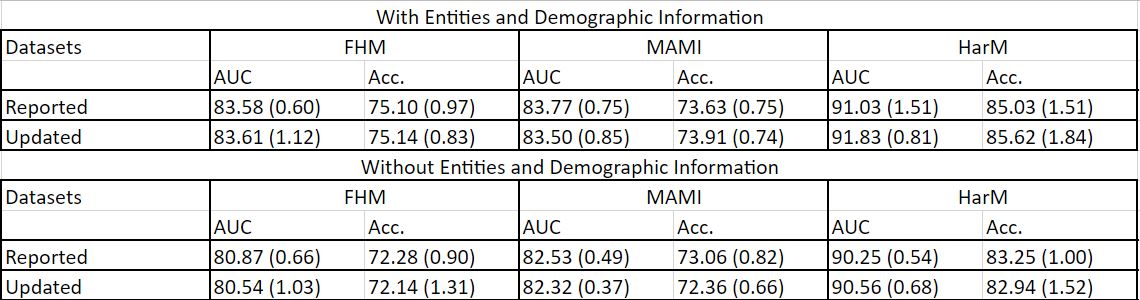 With Entities and Demographic Information
Datasets FHM MAMI HarM
AUC Acc. AUC Acc. AUC Acc.
Reported 83.58 (0.60) 75.10 (0.97) 83.77 (0.75) 73.63 (0.75) 91.03 (1.51) 85.03 (1.51)
Updated 83.61 (1.12) 75.14 (0.83) 83.50 (0.85) 73.91 (0.74) 91.83 (0.81) 85.62 (1.84)
Without Entities and Demographic Information
Datasets FHM MAMI HarM
AUC Acc. AUC Acc. AUC Acc.
Reported 80.87 (0.66) 72.28 (0.90) 82.53 (0.49) 73.06 (0.82) 90.25 (0.54) 83.25 (1.00)
Updated 80.54 (1.03) 72.14 (1.31) 82.32 (0.37) 72.36 (0.66) 90.56 (0.68) 82.94 (1.52)